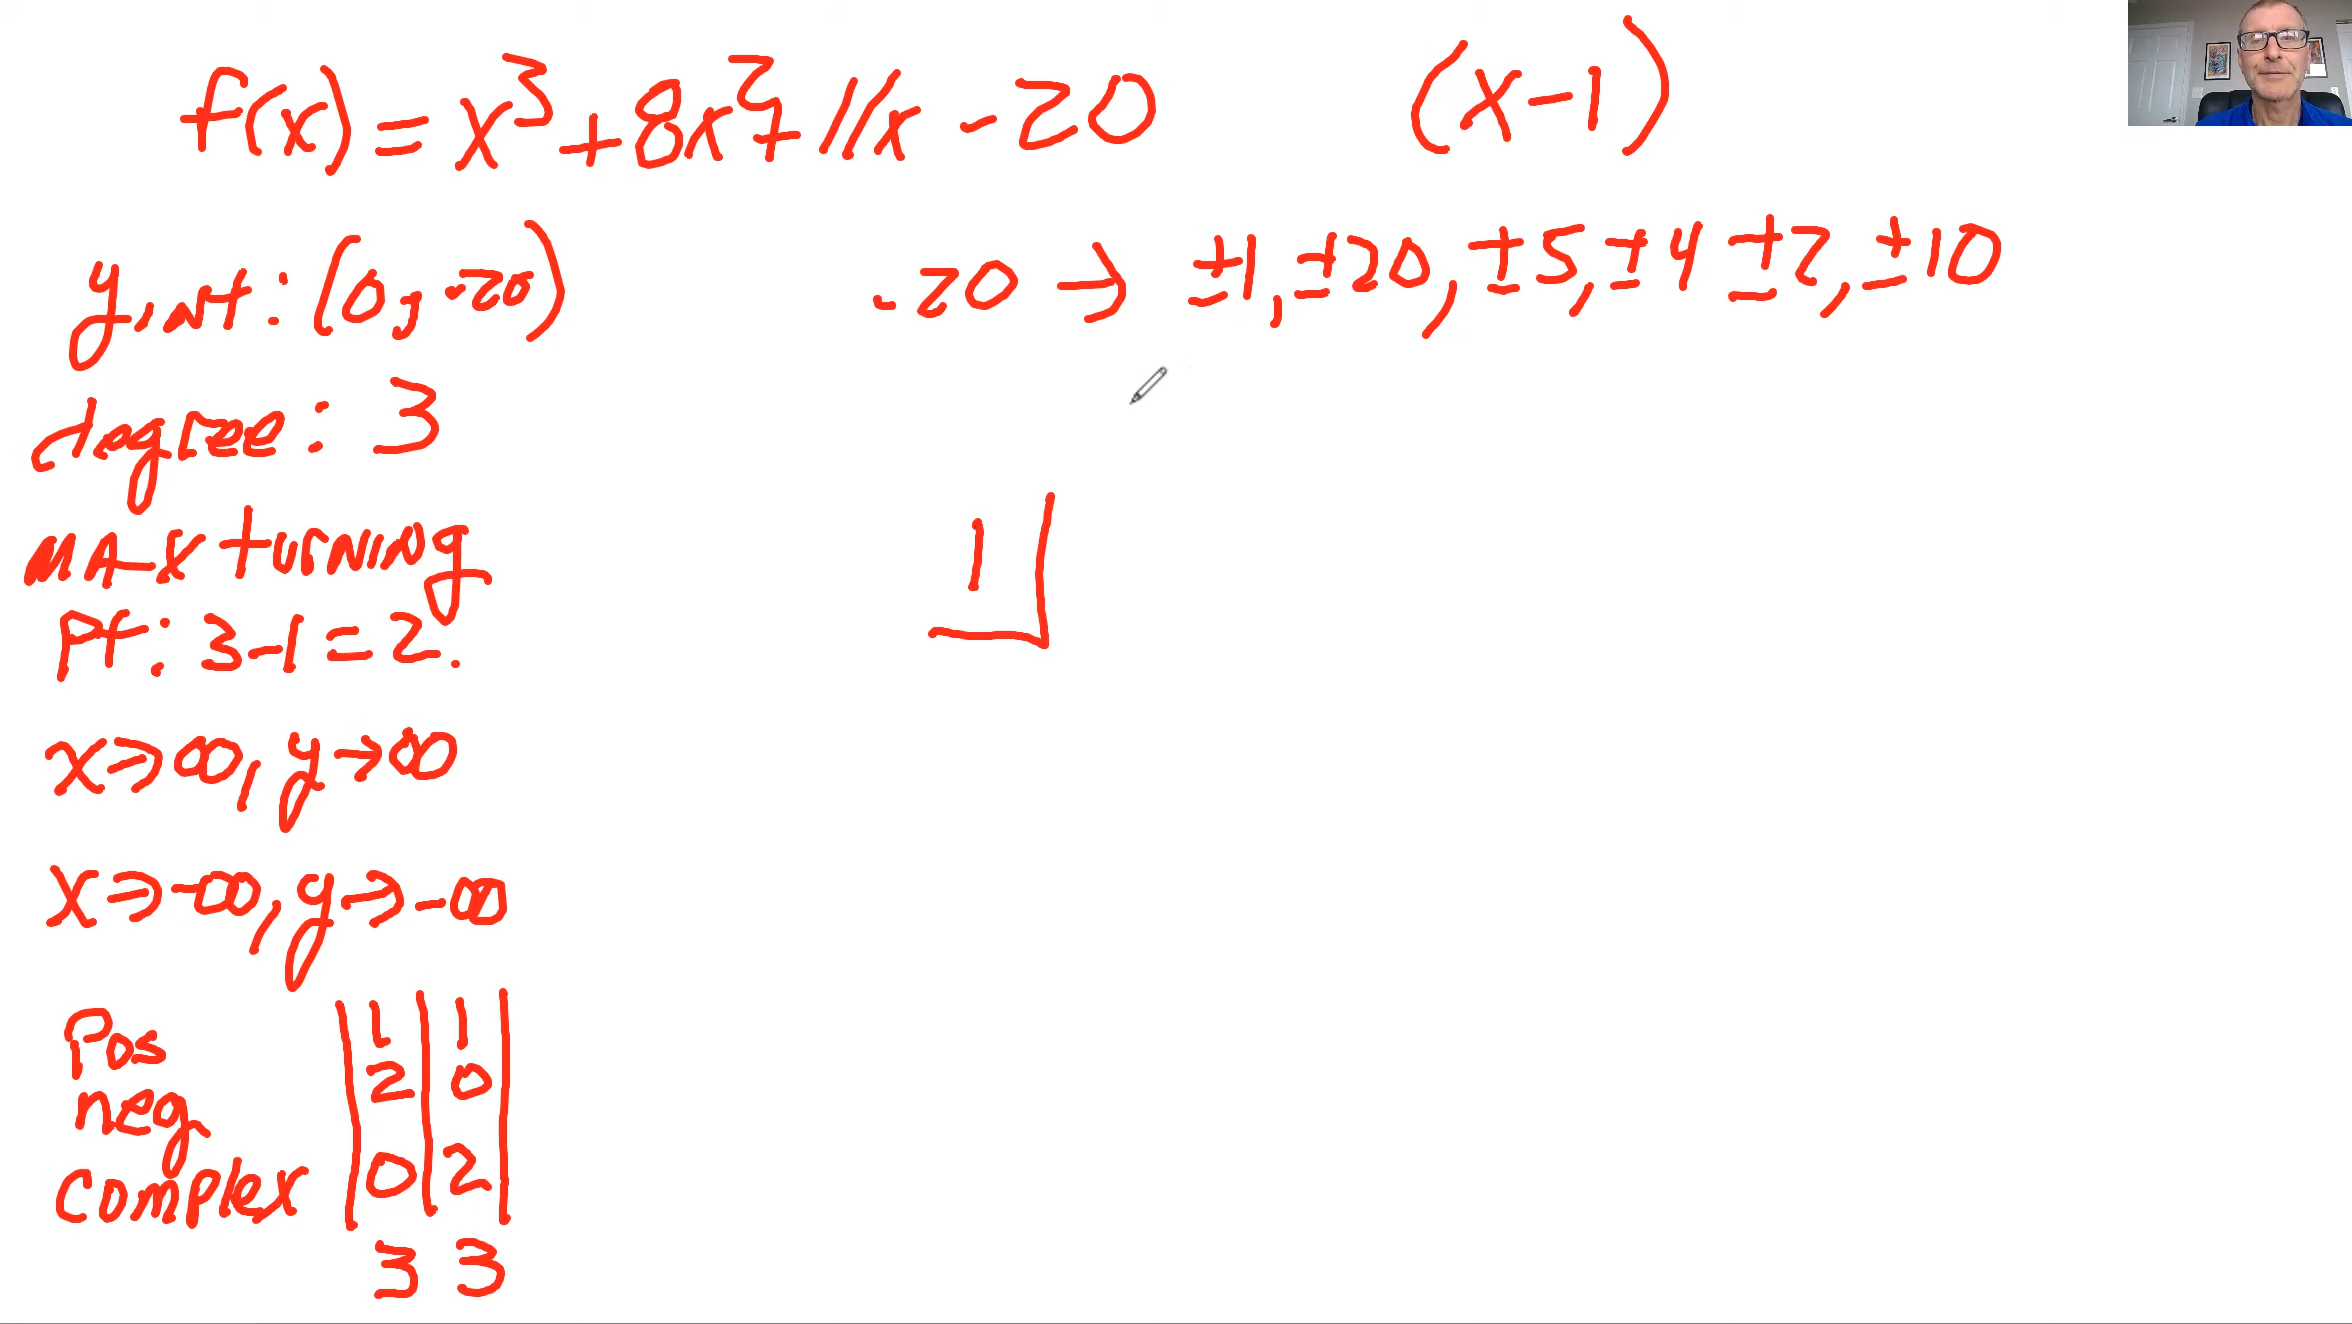 f(x) = x³ + 8x² + 11x - 20
(x - 1)
y int : (0, -20)
-20 → ±1, ±20, ±5, ±4 ±2, ±10
degree : 3
MAX turning
Pt : 3 - 1 = 2.
1
x → ∞, y → ∞
x → -∞, y → -∞
Pos 1 1
neg. 2 0
complex 0 2
3 3